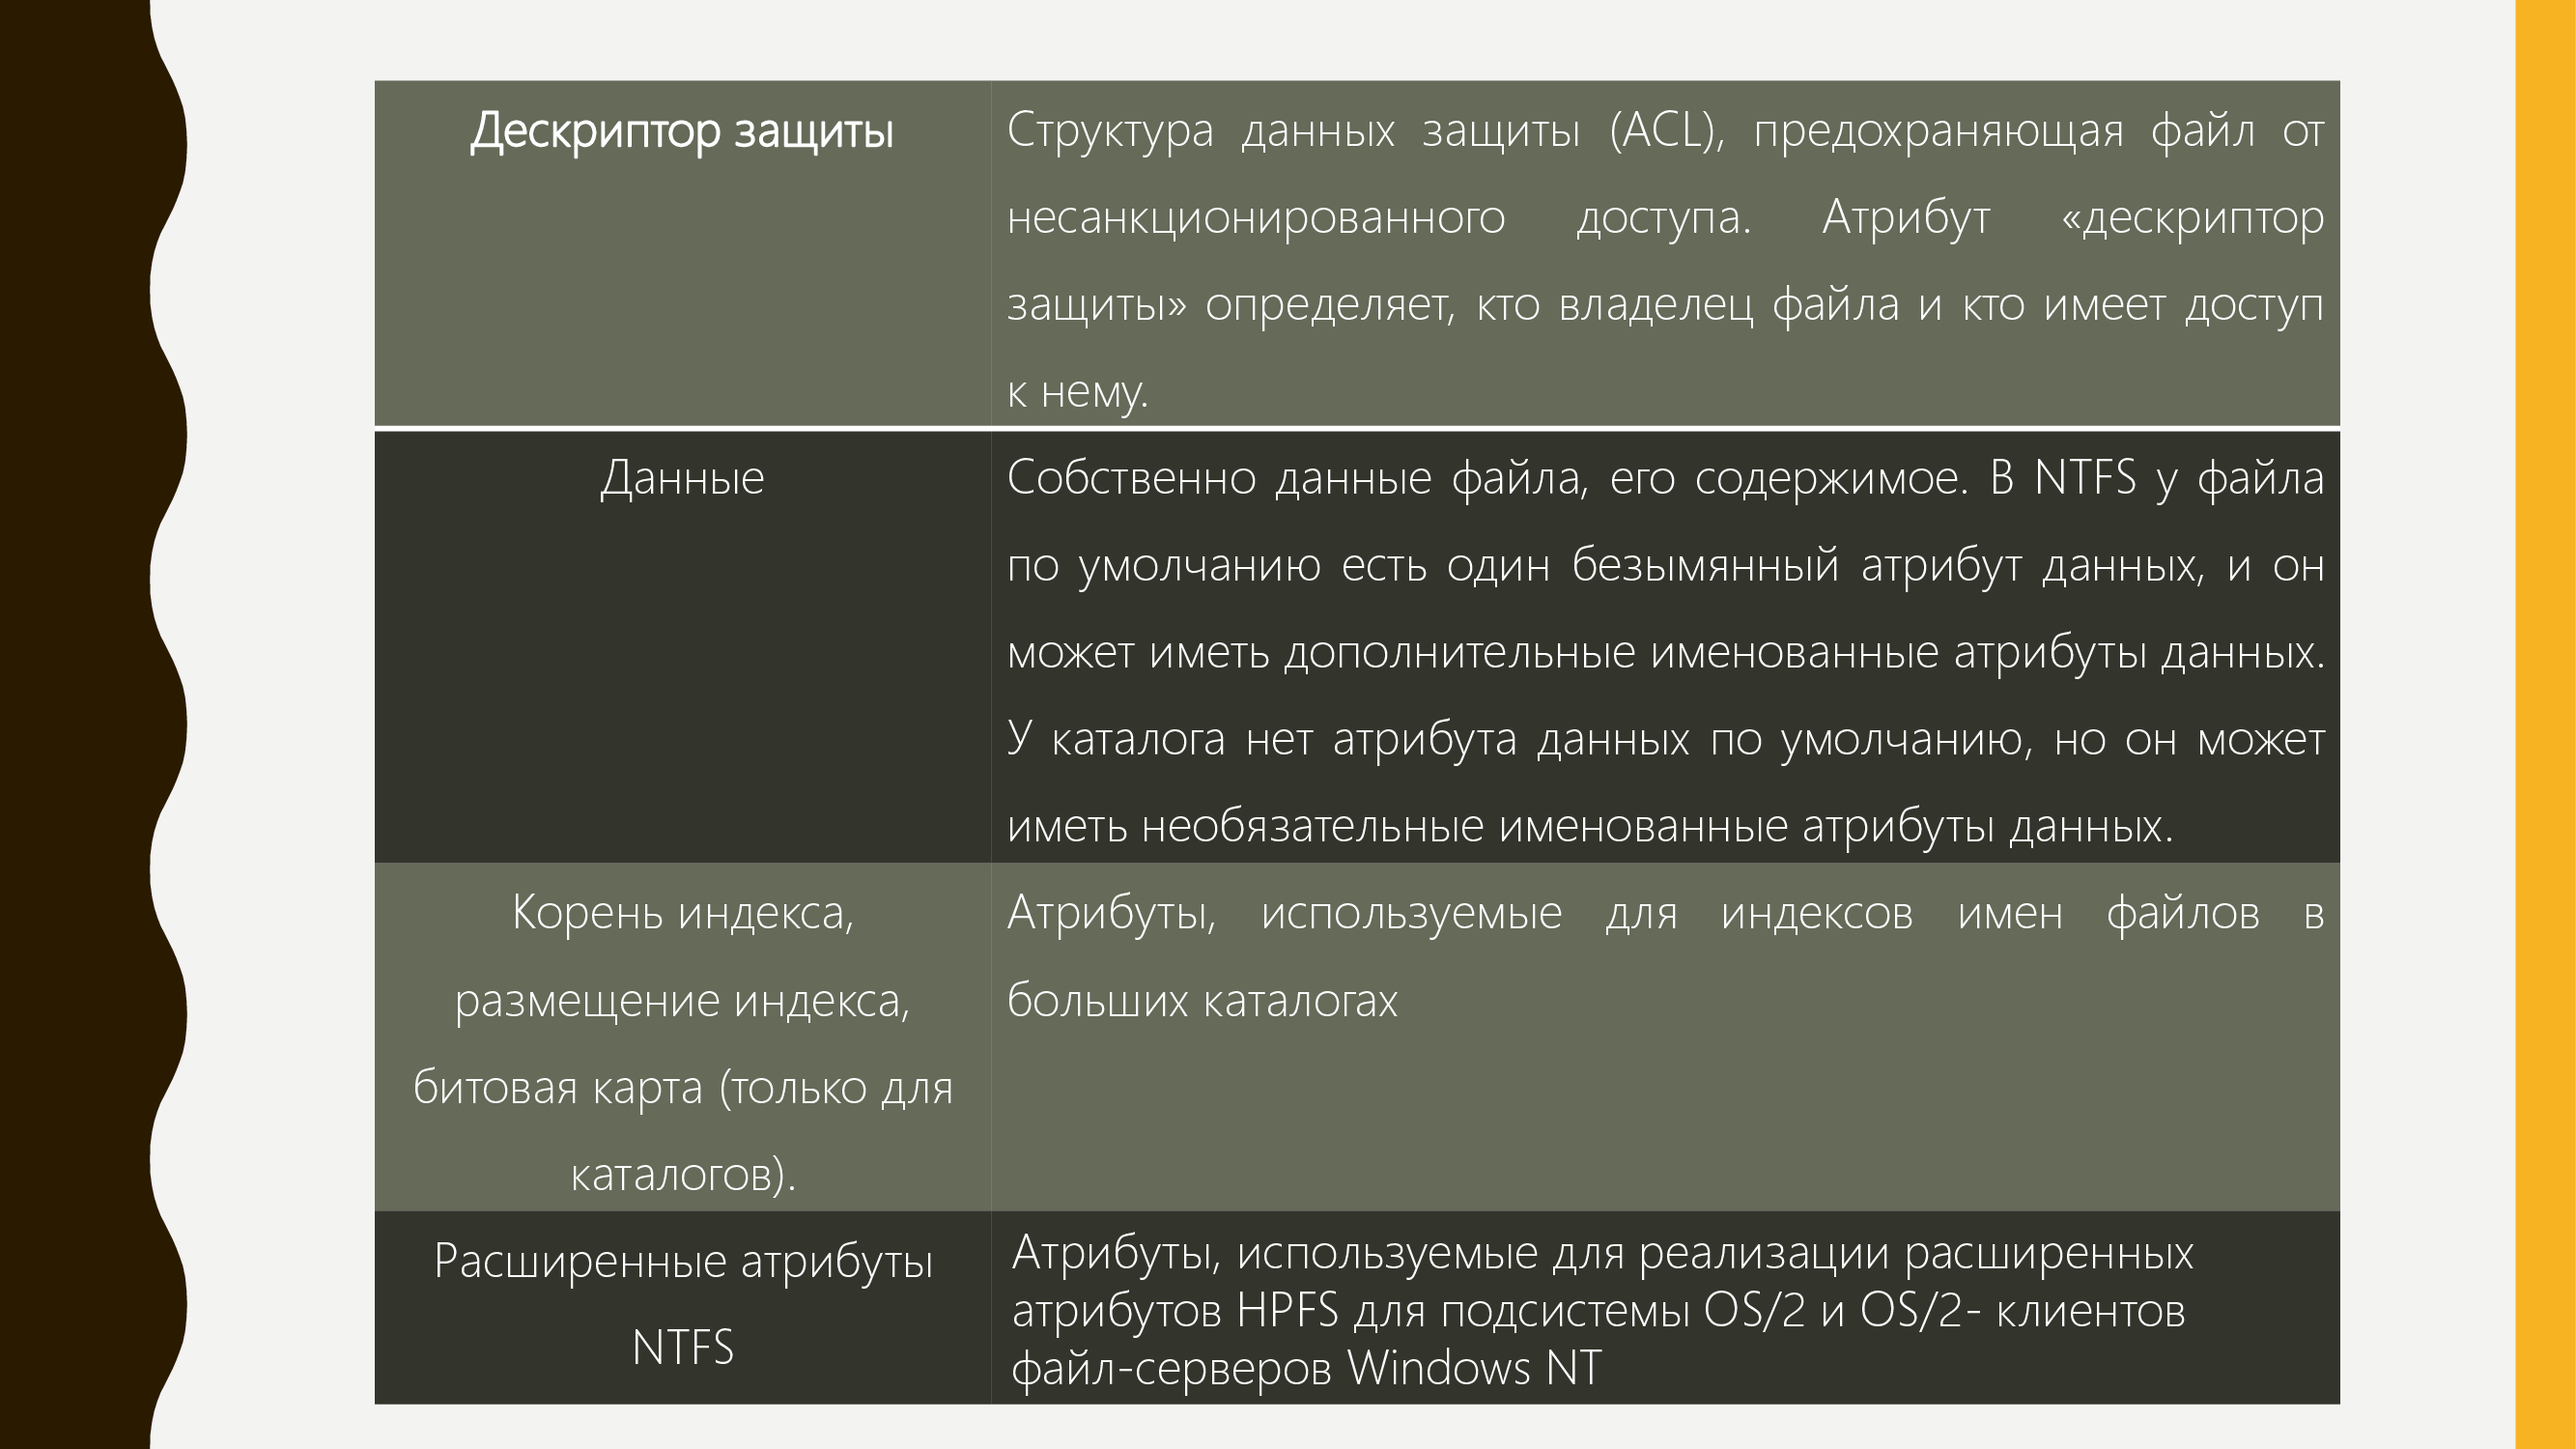 Дескриптор защиты
Структура данных защиты (ACL), предохраняющая файл от
несанкционированного доступа. Атрибут «дескриптор
защиты» определяет, кто владелец файла и кто имеет доступ
к нему.
Данные
Собственно данные файла, его содержимое. В NTFS у файла
по умолчанию есть один безымянный атрибут данных, и он
может иметь дополнительные именованные атрибуты данных.
У каталога нет атрибута данных по умолчанию, но он может
иметь необязательные именованные атрибуты данных.
Корень индекса,
размещение индекса,
битовая карта (только для
каталогов).
Атрибуты, используемые для индексов имен файлов в
больших каталогах
Расширенные атрибуты
NTFS
Атрибуты, используемые для реализации расширенных
атрибутов HPFS для подсистемы OS/2 и OS/2- клиентов
файл-серверов Windows NT